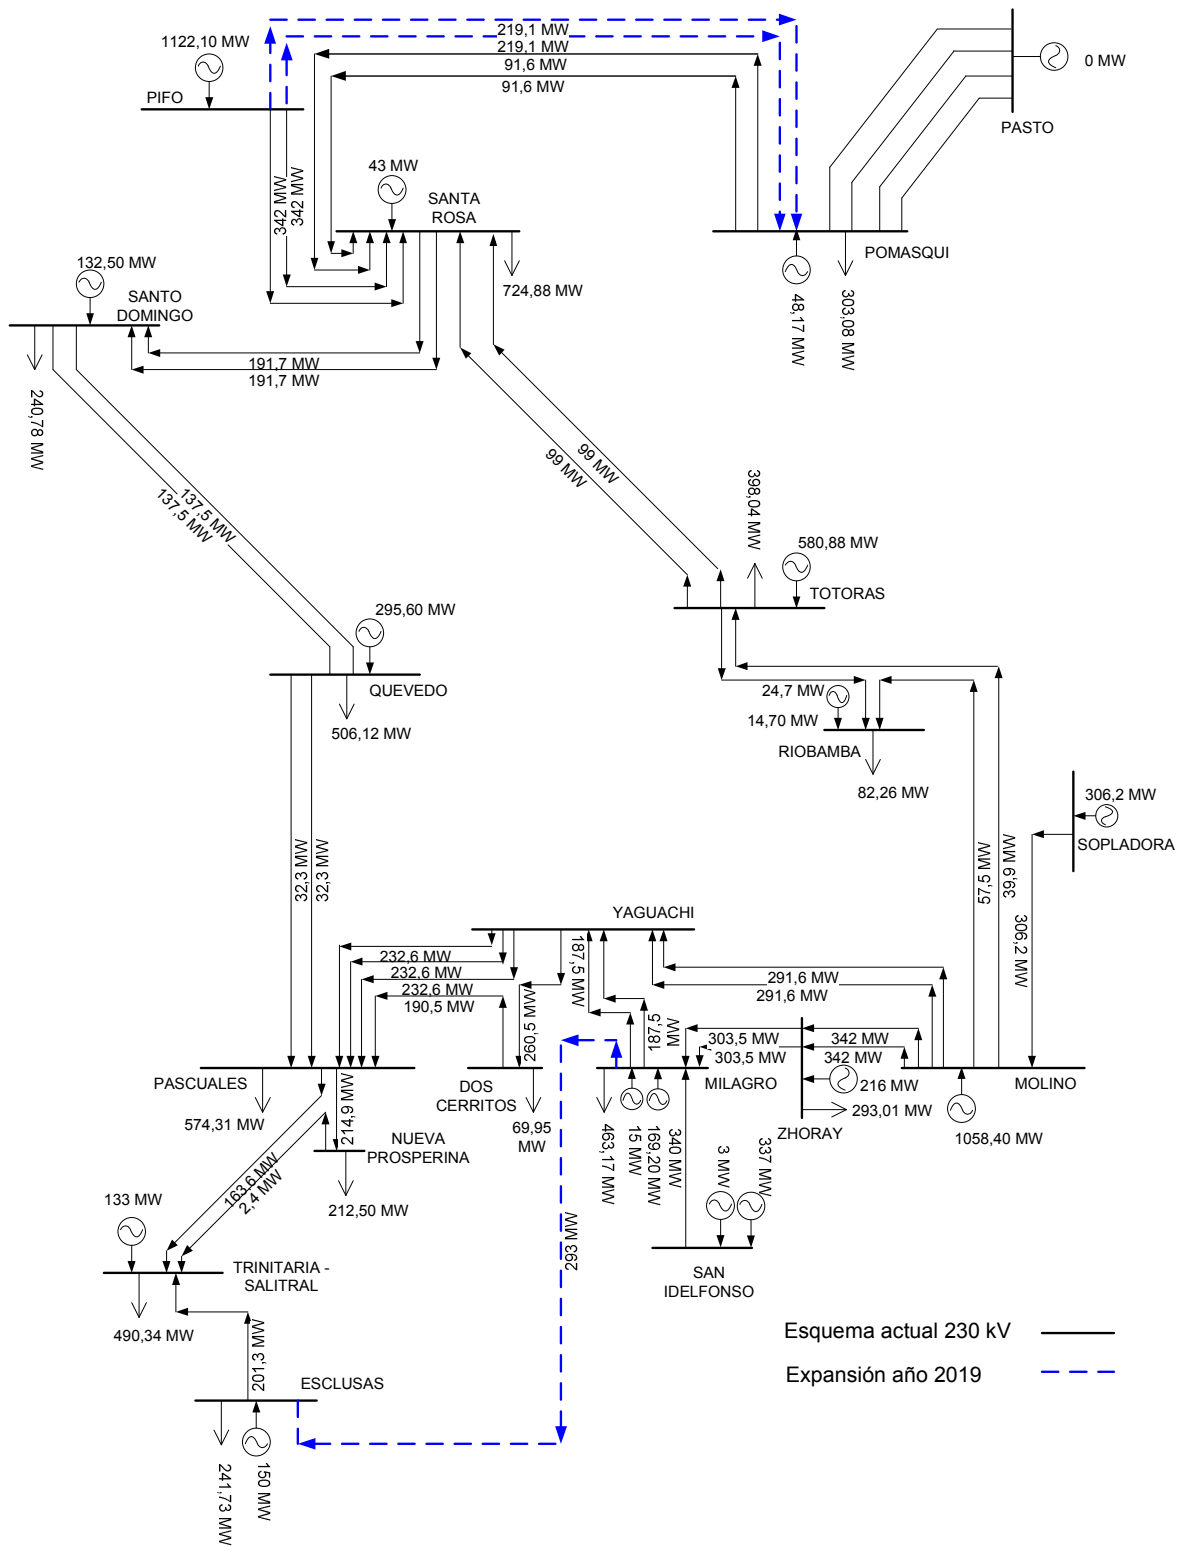 1122,10 MW
219,1 MW
219,1 MW
91,6 MW
91,6 MW
0 MW
PIFO
PASTO
342 MW
342 MW
43 MW
SANTA
ROSA
724,88 MW
POMASQUI
48,17 MW
303,08 MW
132,50 MW
SANTO
DOMINGO
191,7 MW
191,7 MW
240,78 MW
99 MW
99 MW
137,5 MW
137,5 MW
398,04 MW
580,88 MW
TOTORAS
295,60 MW
QUEVEDO
506,12 MW
24,7 MW
14,70 MW
RIOBAMBA
82,26 MW
306,2 MW
SOPLADORA
32,3 MW
32,3 MW
57,5 MW
39,9 MW
306,2 MW
YAGUACHI
232,6 MW
232,6 MW
232,6 MW
190,5 MW
187,5 MW
187,5
MW
291,6 MW
291,6 MW
260,5 MW
303,5 MW
303,5 MW
342 MW
342 MW
PASCUALES
574,31 MW
214,9 MW
DOS
CERRITOS
69,95
MW
MILAGRO
216 MW
293,01 MW
ZHORAY
MOLINO
1058,40 MW
463,17 MW
15 MW
169,20 MW
340 MW
3 MW
337 MW
NUEVA
PROSPERINA
212,50 MW
163,6 MW
2,4 MW
133 MW
TRINITARIA -
SALITRAL
490,34 MW
293 MW
SAN
IDELFONSO
201,3 MW
ESCLUSAS
241,73 MW
150 MW
Esquema actual 230 kV
Expansión año 2019